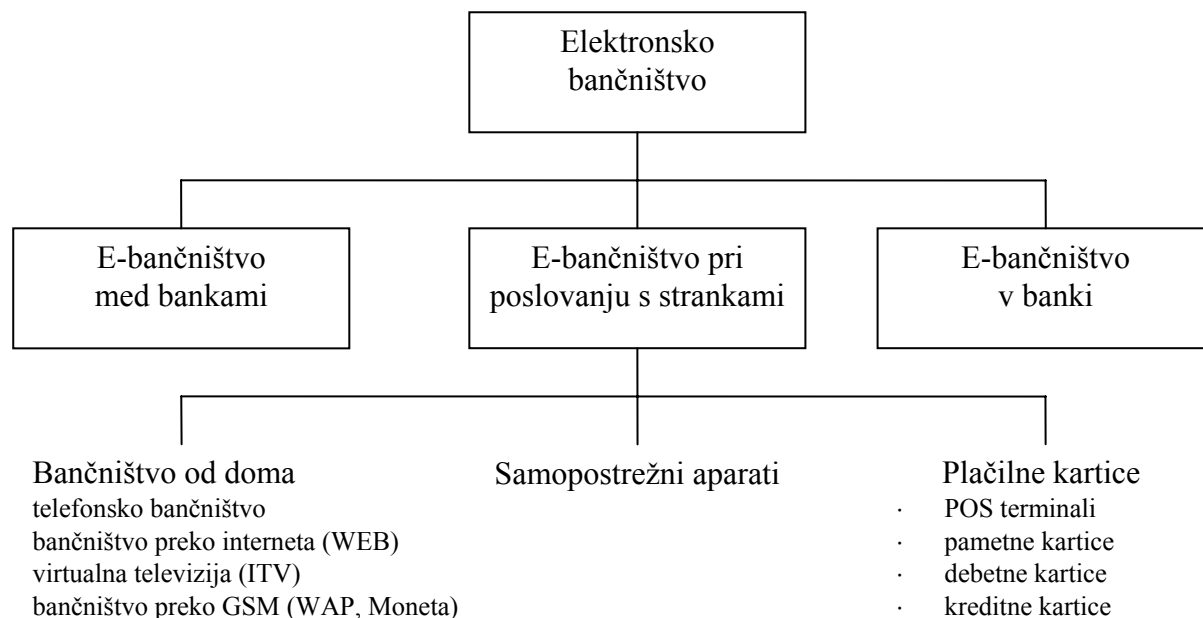 Elektronsko
bančništvo
E-bančništvo
med bankami
E-bančništvo pri
poslovanju s strankami
E-bančništvo
v banki
Bančništvo od doma
telefonsko bančništvo
bančništvo preko interneta (WEB)
virtualna televizija (ITV)
bančništvo preko GSM (WAP, Moneta)
Samopostrežni aparati
Plačilne kartice
· POS terminali
· pametne kartice
· debetne kartice
· kreditne kartice